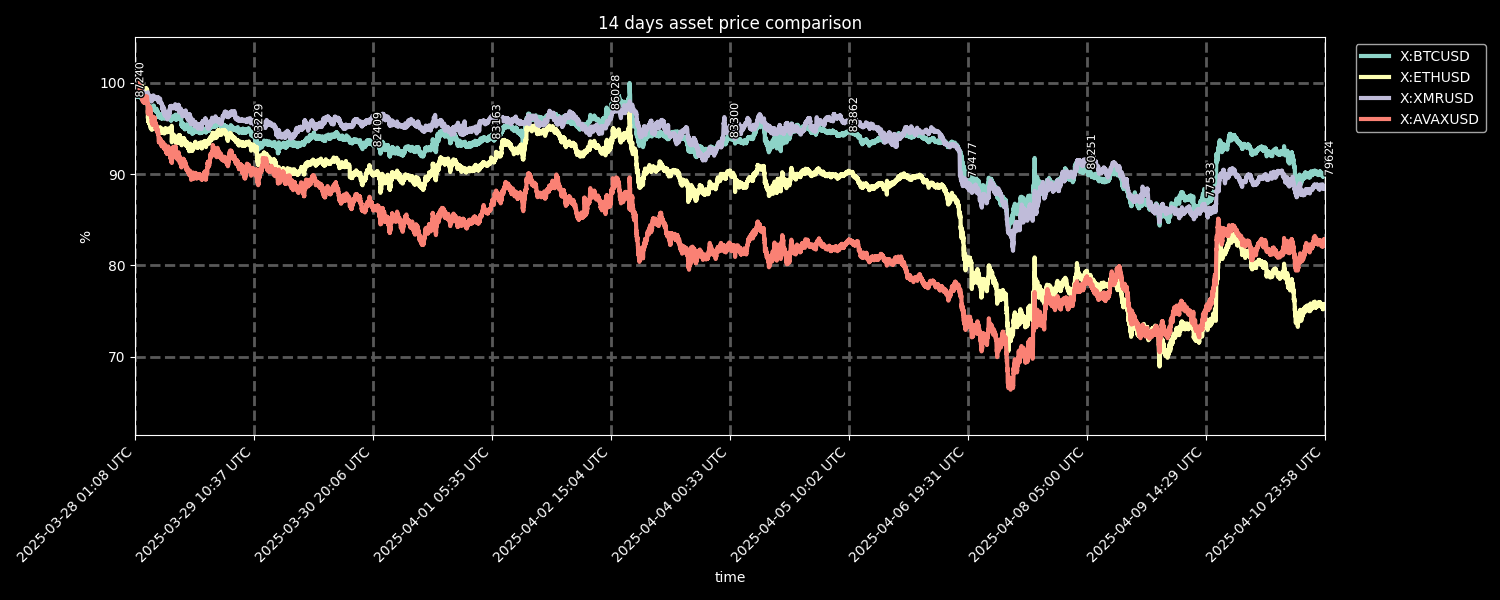 14 days asset price comparison
X:BTCUSD
X:ETHUSD
X:XMRUSD
X:AVAXUSD
100
90
80
70
%
87240
83229
82409
83163
86028
83300
83862
79477
80251
77533
79624
2025-03-28 01:08 UTC
2025-03-29 10:37 UTC
2025-03-30 20:06 UTC
2025-04-01 05:35 UTC
2025-04-02 15:04 UTC
2025-04-04 00:33 UTC
2025-04-05 10:02 UTC
2025-04-06 19:31 UTC
2025-04-08 05:00 UTC
2025-04-09 14:29 UTC
2025-04-10 23:58 UTC
time